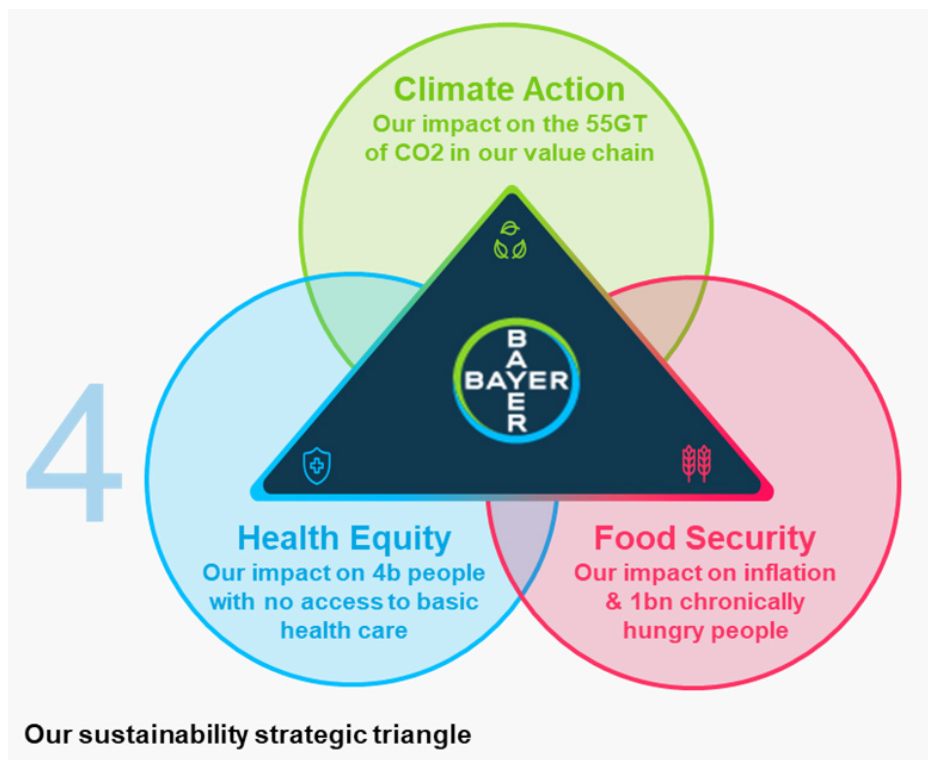 Climate Action
Our impact on the 55GT
of CO2 in our value chain
BAYER
BAYER
4
Health Equity
Our impact on 4b people
with no access to basic
health care
Food Security
Our impact on inflation
& 1bn chronically
hungry people
Our sustainability strategic triangle